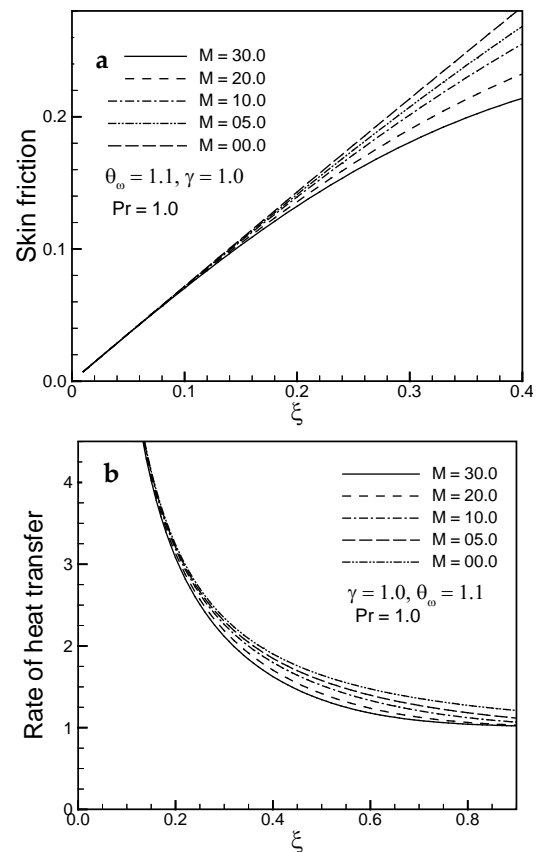 a
M = 30.0
M = 20.0
M = 10.0
M = 05.0
M = 00.0
θω = 1.1, γ = 1.0
Pr = 1.0
Skin friction
0.2
0.1
0.0
0
0.1
0.2
0.3
0.4
ξ
b
M = 30.0
M = 20.0
M = 10.0
M = 05.0
M = 00.0
γ = 1.0, θω = 1.1
Pr = 1.0
Rate of heat transfer
4
3
2
1
0
0.0
0.2
0.4
0.6
0.8
ξ